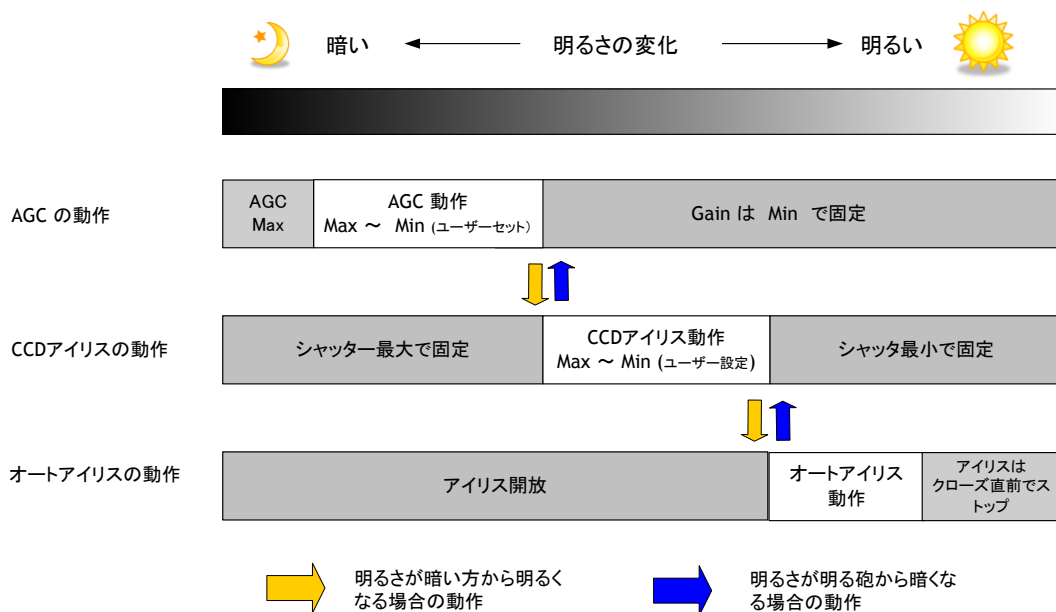 暗い
明るさの変化
明るい
AGC の動作
AGC
Max
AGC 動作
Max ~ Min (ユーザーセット)
Gain は Min で固定
CCDアイリスの動作
シャッター最大で固定
CCDアイリス動作
Max ~ Min (ユーザー設定)
シャッタ最小で固定
オートアイリスの動作
アイリス開放
オートアイリス
動作
アイリスは
クローズ直前でス
トップ
明るさが暗い方から明るく
なる場合の動作
明るさが明る砲から暗くな
る場合の動作